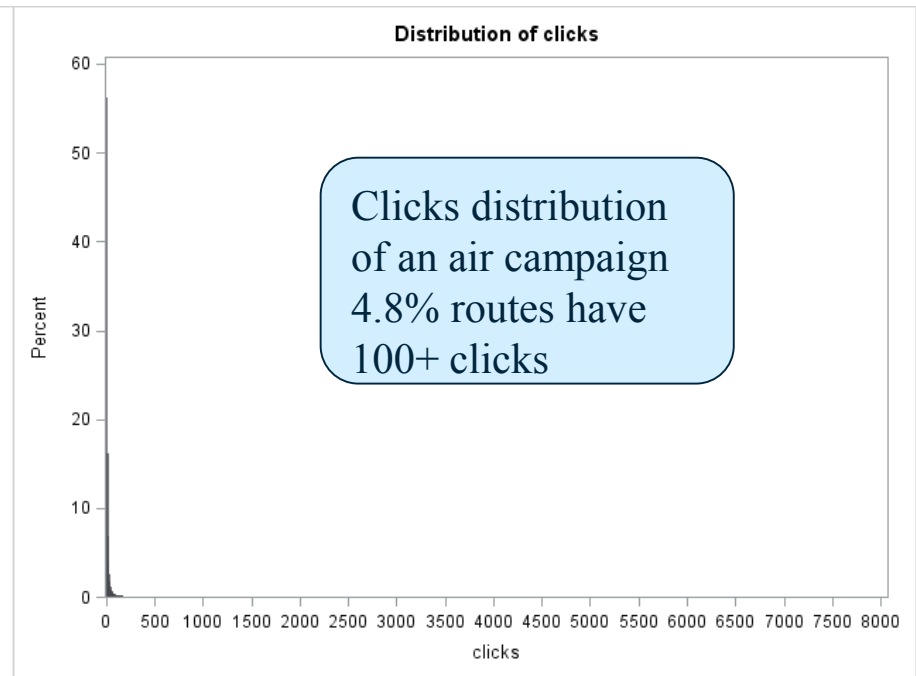 Distribution of clicks
60
50
40
30
20
10
0
Percent
Clicks distribution
of an air campaign
4.8% routes have
100+ clicks
0 500 1000 1500 2000 2500 3000 3500 4000 4500 5000 5500 6000 6500 7000 7500 8000
clicks